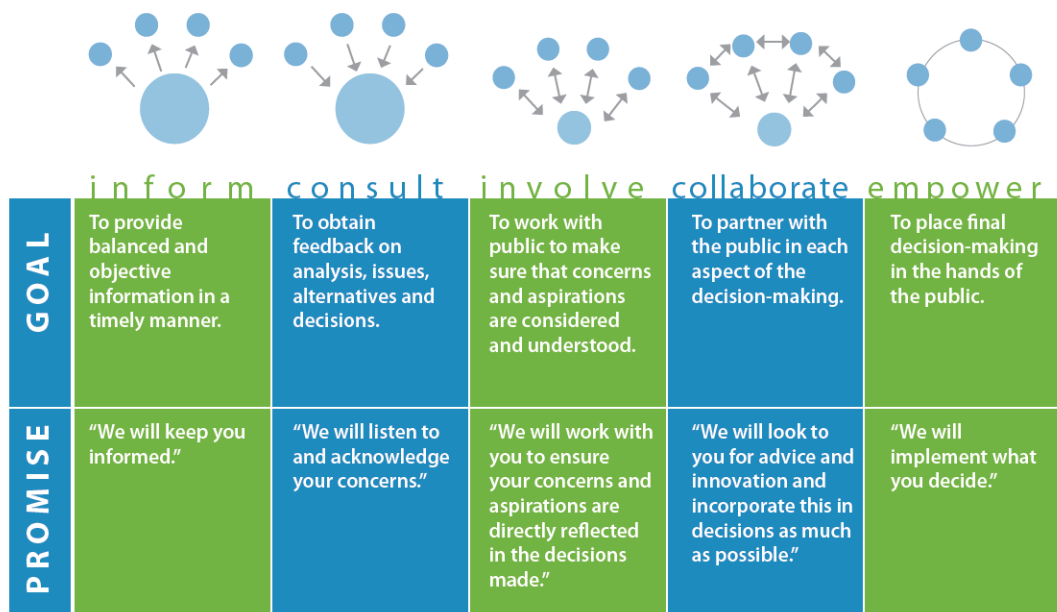 inform
consult
involve
collaborate
empower
GOAL
To provide
balanced and
objective
information in a
timely manner.
To obtain
feedback on
analysis, issues,
alternatives and
decisions.
To work with
public to make
sure that concerns
and aspirations
are considered
and understood.
To partner with
the public in each
aspect of the
decision-making.
To place final
decision-making
in the hands of
the public.
PROMISE
“We will keep you
informed.”
“We will listen to
and acknowledge
your concerns.”
“We will work with
you to ensure
your concerns and
aspirations are
directly reflected
in the decisions
made.”
“We will look to
you for advice and
innovation and
incorporate this in
decisions as much
as possible.”
“We will
implement what
you decide.”